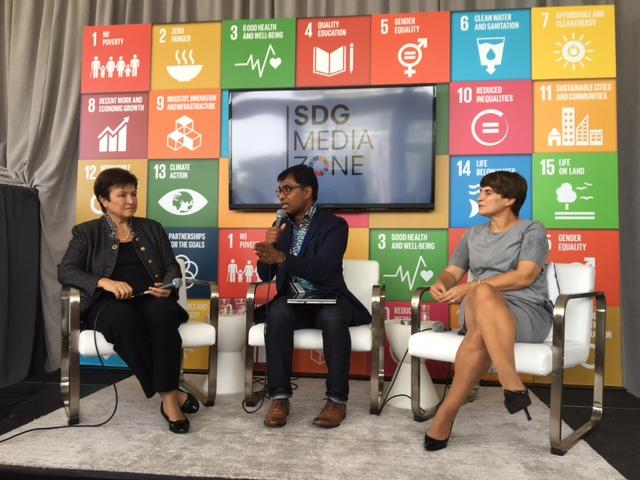 1 NO POVERTY
2 ZERO HUNGER
3 GOOD HEALTH AND WELL-BEING
4 QUALITY EDUCATION
5 GENDER EQUALITY
6 CLEAN WATER AND SANITATION
7 AFFORDABLE AND CLEAN ENERGY
8 DECENT WORK AND ECONOMIC GROWTH
9 INDUSTRY, INNOVATION AND INFRASTRUCTURE
SDG
MEDIA
ZONE
10 REDUCED INEQUALITIES
11 SUSTAINABLE CITIES AND COMMUNITIES
12
13 CLIMATE ACTION
14 LIFE BELOW WATER
15 LIFE ON LAND
PARTNERSHIPS FOR THE GOALS
1 NO
3 GOOD HEALTH AND WELL-BEING
GENDER EQUALITY